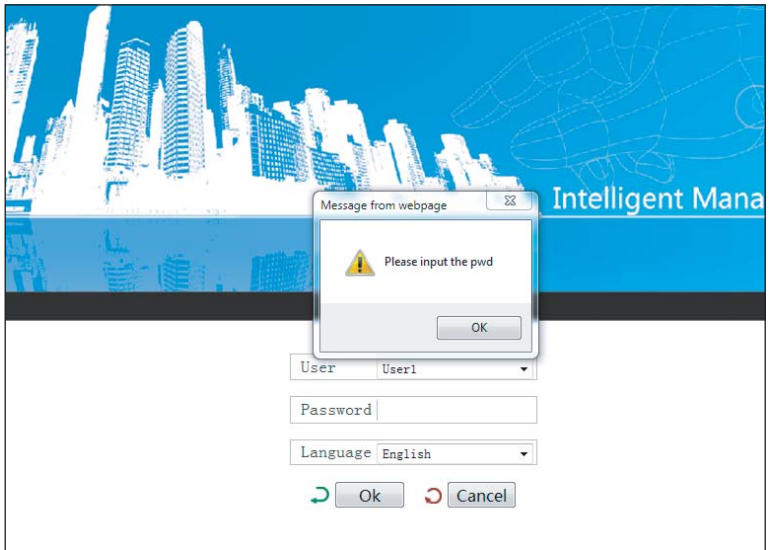 Intelligent Mana
Message from webpage
Please input the pwd
OK
User User1
Password
Language English
Ok Cancel